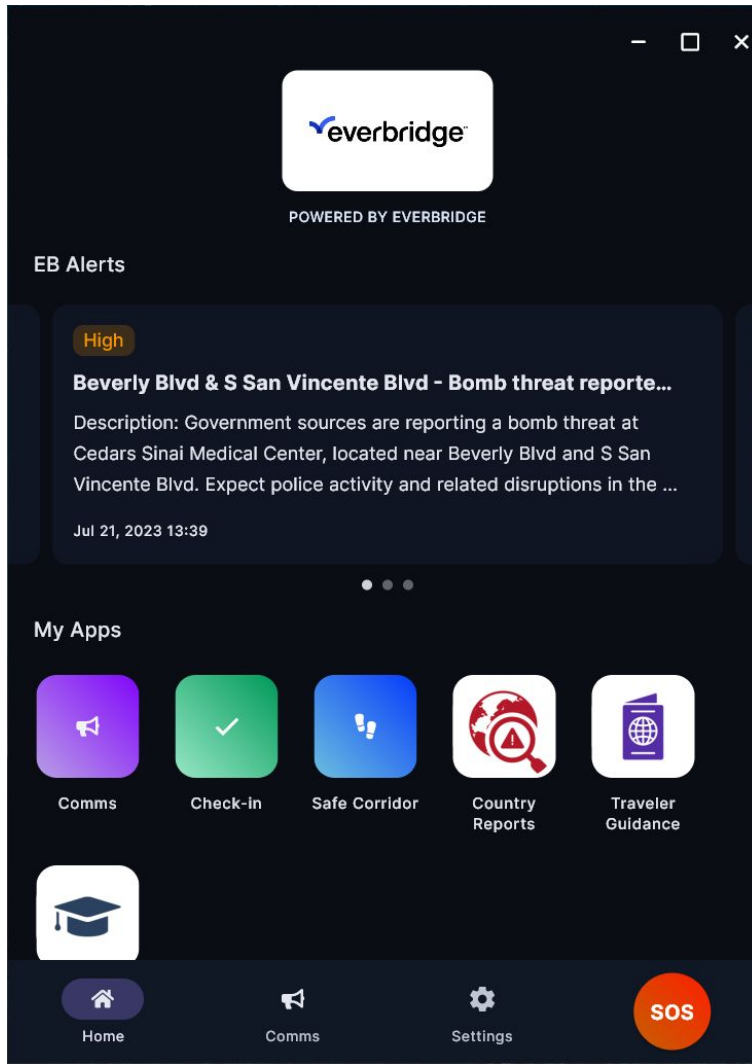 everbridge
POWERED BY EVERBRIDGE
EB Alerts
High
Beverly Blvd & S San Vincente Blvd - Bomb threat reporte...
Description: Government sources are reporting a bomb threat at
Cedars Sinai Medical Center, located near Beverly Blvd and S San
Vincente Blvd. Expect police activity and related disruptions in the ...
Jul 21, 2023 13:39
My Apps
Comms
Check-in
Safe Corridor
Country
Reports
Traveler
Guidance
Home
Comms
Settings
SOS